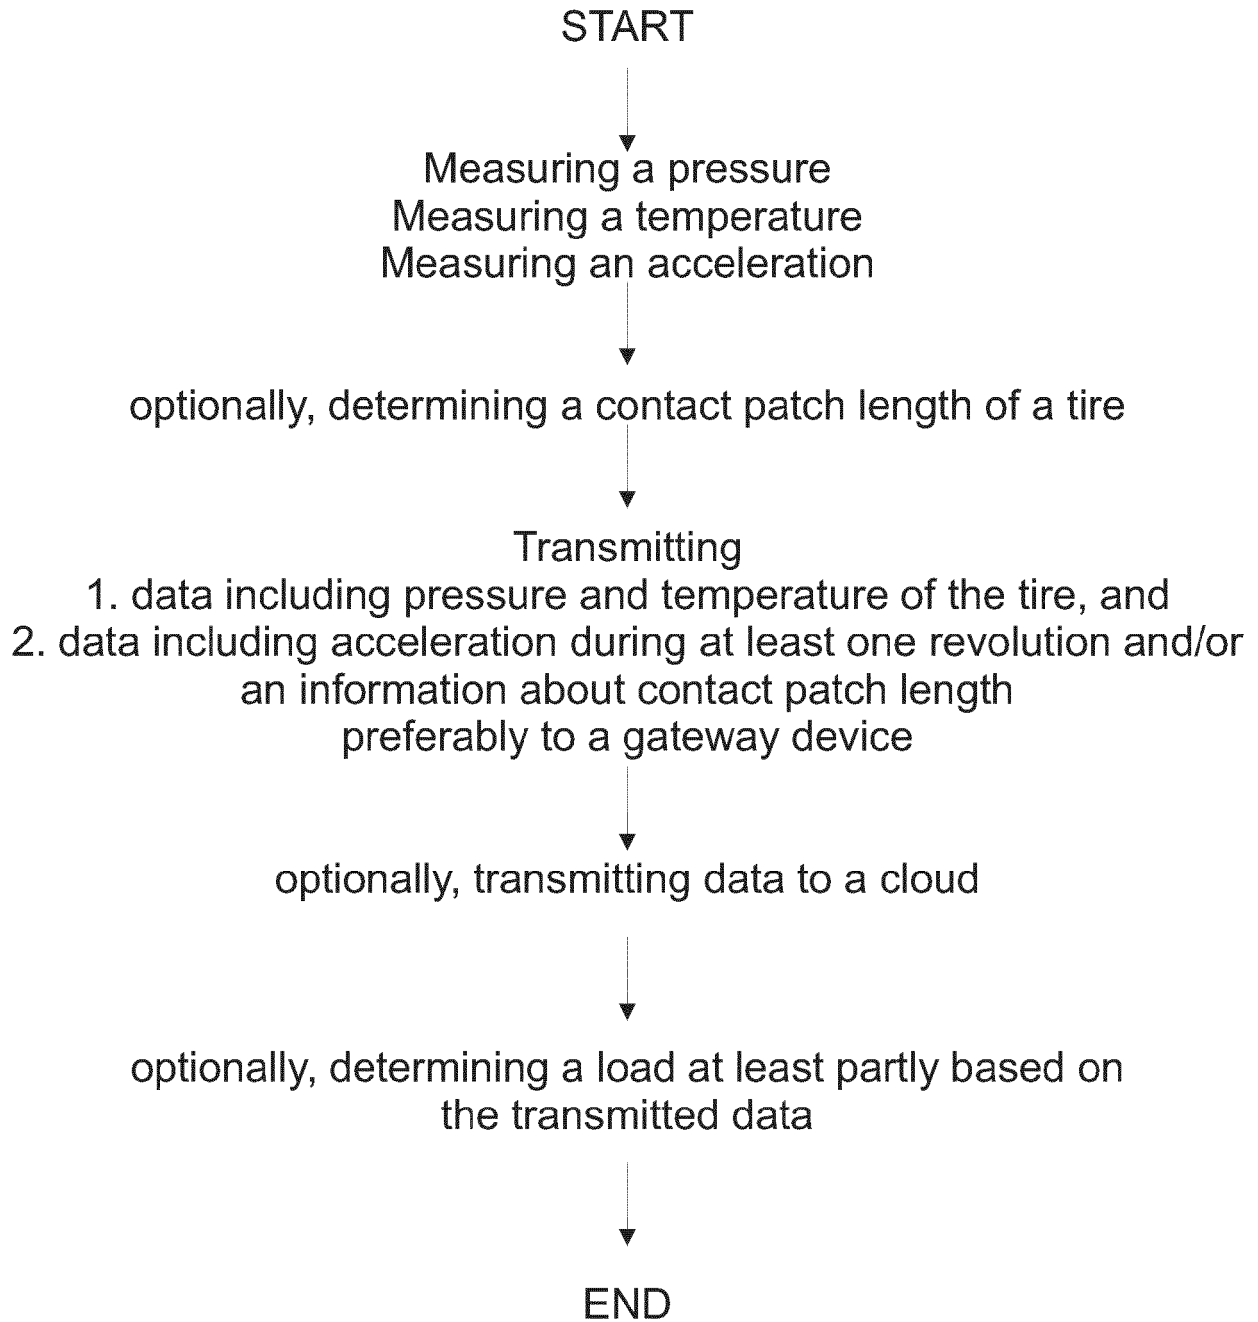 START
Measuring a pressure
Measuring a temperature
Measuring an acceleration
optionally, determining a contact patch length of a tire
Transmitting
1. data including pressure and temperature of the tire, and
2. data including acceleration during at least one revolution and/or
an information about contact patch length
preferably to a gateway device
optionally, transmitting data to a cloud
optionally, determining a load at least partly based on
the transmitted data
END